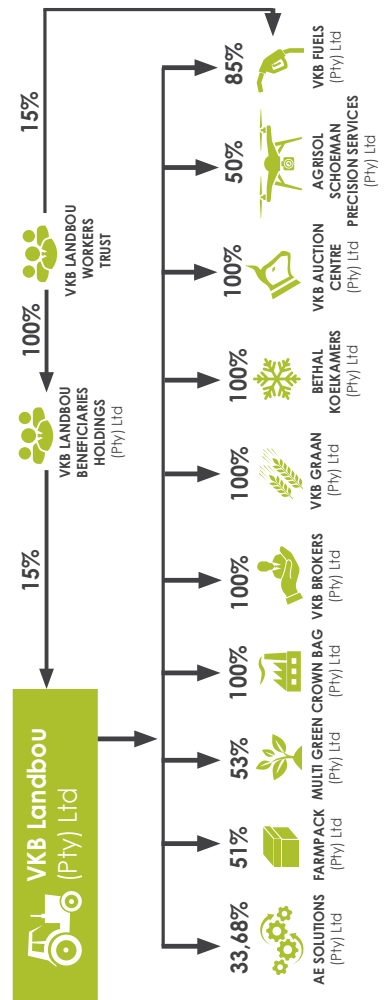 VKB Landbou
(Pty) Ltd
15%
VKB LANDBOU
BENEFICIARIES
HOLDINGS
(Pty) Ltd
100%
VKB LANDBOU
WORKERS
TRUST
15%
33,68%
AE SOLUTIONS
(Pty) Ltd
51%
FARMPACK
(Pty) Ltd
53%
MULTI GREEN
(Pty) Ltd
100%
CROWN BAG
(Pty) Ltd
100%
VKB BROKERS
(Pty) Ltd
100%
VKB GRAAN
(Pty) Ltd
100%
BETHAL
KOELKAMERS
(Pty) Ltd
100%
VKB AUCTION
CENTRE
(Pty) Ltd
50%
AGRISOL
SCHOEMAN
PRECISION SERVICES
(Pty) Ltd
85%
VKB FUELS
(Pty) Ltd